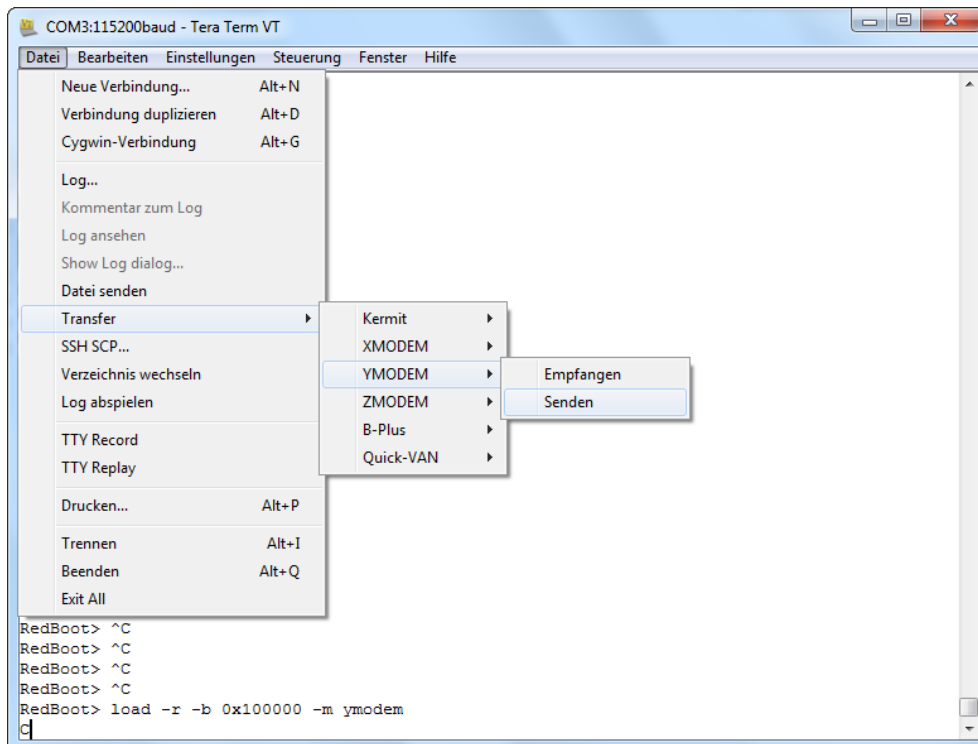 COM3:115200baud - Tera Term VT
Datei Bearbeiten Einstellungen Steuerung Fenster Hilfe
Neue Verbindung... Alt+N
Verbindung duplizieren Alt+D
Cygwin-Verbindung Alt+G
Log...
Kommentar zum Log
Log ansehen
Show Log dialog...
Datei senden
Transfer
SSH SCP...
Verzeichnis wechseln
Log abspielen
TTY Record
TTY Replay
Drucken... Alt+P
Trennen Alt+I
Beenden Alt+Q
Exit All
Kermit
XMODEM
YMODEM
ZMODEM
B-Plus
Quick-VAN
Empfangen
Senden
RedBoot> ^C
RedBoot> ^C
RedBoot> ^C
RedBoot> ^C
RedBoot> load -r -b 0x100000 -m ymodem
C